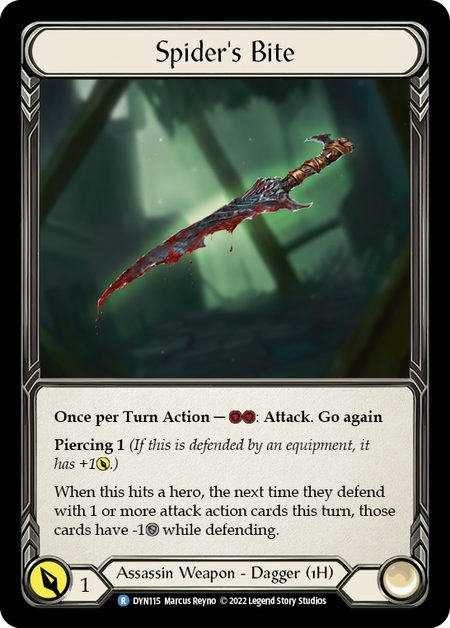 Spider's Bite
Once per Turn Action — : Attack. Go again
Piercing 1 (If this is defended by an equipment, it
has +1.)
When this hits a hero, the next time they defend
with 1 or more attack action cards this turn, those
cards have -1 while defending.
1
Assassin Weapon - Dagger (1H)
R DYN115 Marcus Reyno © 2022 Legend Story Studios